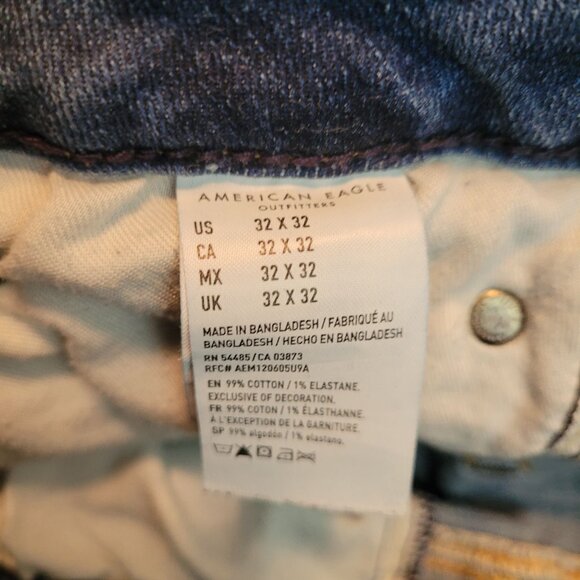 AMERICAN EAGLE
OUTFITTERS
US 32 X 32
CA 32 X 32
MX 32 X 32
UK 32 X 32
MADE IN BANGLADESH / FABRIQUÉ AU
BANGLADESH / HECHO EN BANGLADESH
RN 54485 / CA 03873
RFC# AEM120605U9A
EN 99% COTTON / 1% ELASTANE.
EXCLUSIVE OF DECORATION.
FR 99% COTON / 1% ÉLASTHANNE.
À L'EXCEPTION DE LA GARNITURE
SP 99% algodón / 1% elastano.